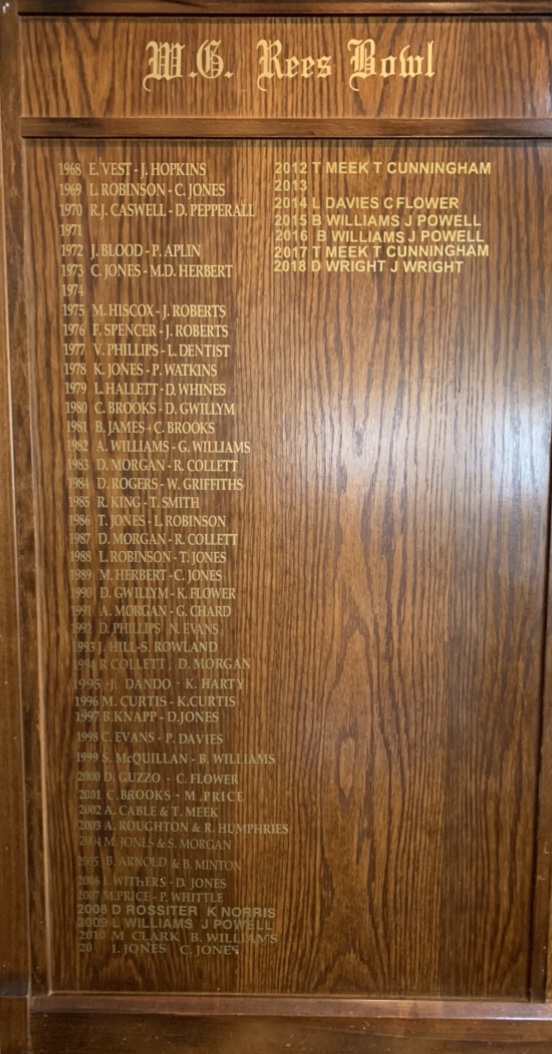 W.G. Rees Bowl
1968 E. VEST - J. HOPKINS
1969 L. ROBINSON - C. JONES
1970 R.J. CASWELL - D. PEPPERALL
1971
1972 J. BLOOD - P. APLIN
1973 C. JONES - M.D. HERBERT
1974
1975 M. HISCOX - J. ROBERTS
1976 F. SPENCER - J. ROBERTS
1977 V. PHILLIPS - L. DENTIST
1978 K. JONES - P. WATKINS
1979 L. HALLETT - D. WHINES
1980 C. BROOKS - D. GWILLYM
1981 B. JAMES - C. BROOKS
1982 A. WILLIAMS - G. WILLIAMS
1983 D. MORGAN - R. COLLETT
1984 D. ROGERS - W. GRIFFITHS
1985 R. KING - T. SMITH
1986 T. JONES - L. ROBINSON
1987 D. MORGAN - R. COLLETT
1988 L. ROBINSON - T. JONES
1989 M. HERBERT - C. JONES
1990 D. GWILLYM - K. FLOWER
1991 A. MORGAN - G. CHARD
1992 D. PHILLIPS N. EVANS
1993 J. HILL - S. ROWLAND
1994 R COLLETT D. MORGAN
1995 J. DANDO - K. HARTY
1996 M. CURTIS - K. CURTIS
1997 B. KNAPP - D. JONES
1998 C. EVANS - P. DAVIES
1999 S. McQUILLAN - B. WILLIAMS
2000 D. GUZZO - C. FLOWER
2001 C. BROOKS - M. PRICE
2002 A. CABLE & T. MEEK
2003 A. ROUGHTON & R. HUMPHRIES
2004 M. JONES & S. MORGAN
2005 B. ARNOLD & B. MINTON
2006 I. WITHERS - D. JONES
2007 M. PRICE - P. WHITTLE
2008 D ROSSITER K NORRIS
2009 L WILLIAMS J POWELL
2010 M CLARK B. WILLIAMS
20 I. JONES C. JONES
2012 T MEEK T CUNNINGHAM
2013
2014 L DAVIES C FLOWER
2015 B WILLIAMS J POWELL
2016 B WILLIAMS J POWELL
2017 T MEEK T CUNNINGHAM
2018 D WRIGHT J WRIGHT